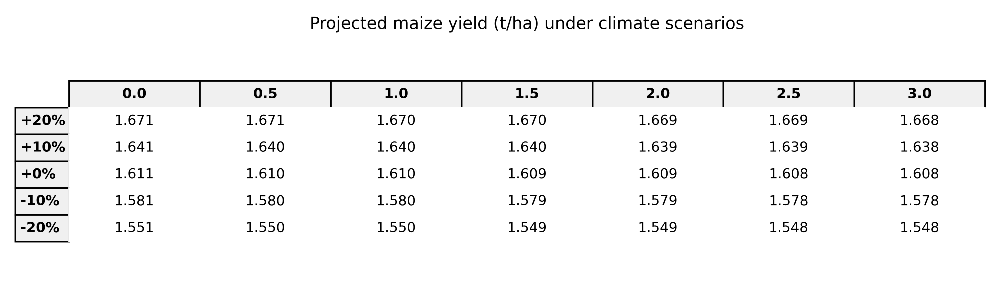 Projected maize yield (t/ha) under climate scenarios
0.0 0.5 1.0 1.5 2.0 2.5 3.0
+20% 1.671 1.671 1.670 1.670 1.669 1.669 1.668
+10% 1.641 1.640 1.640 1.640 1.639 1.639 1.638
+0% 1.611 1.610 1.610 1.609 1.609 1.608 1.608
-10% 1.581 1.580 1.580 1.579 1.579 1.578 1.578
-20% 1.551 1.550 1.550 1.549 1.549 1.548 1.548